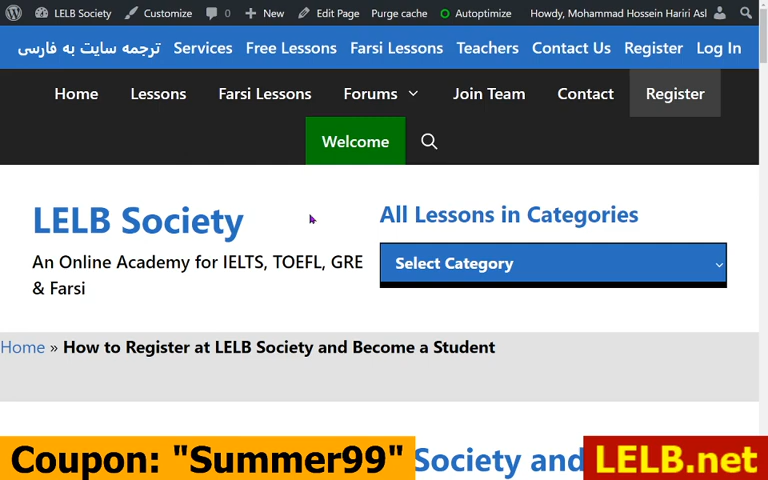 LELB Society Customize 0 New Edit Page Purge cache Autoptimize Howdy, Mohammad Hossein Hariri Asl
ترجمه سایت به فارسی Services Free Lessons Farsi Lessons Teachers Contact Us Register Log In
Home Lessons Farsi Lessons Forums Join Team Contact Register
Welcome
LELB Society
An Online Academy for IELTS, TOEFL, GRE
& Farsi
All Lessons in Categories
Select Category
Home » How to Register at LELB Society and Become a Student
Coupon: "Summer99" Society and LELB.net